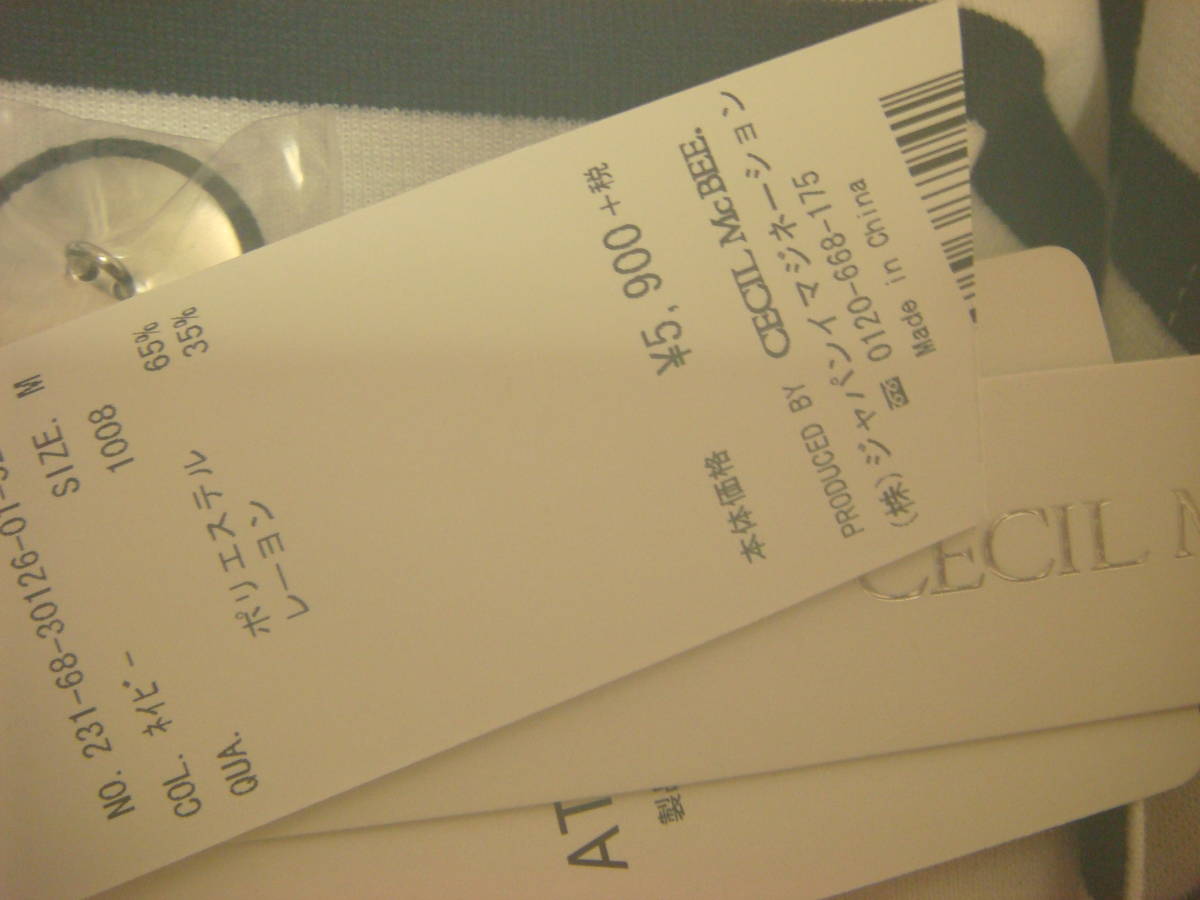 NO. 231-68-30126-01-
SIZE. M
COL. ﾈｲﾋﾞｰ 1008
QUA.
ポリエステル 65%
レーヨン 35%
本体価格 ¥5,900+税
PRODUCED BY CECIL McBEE.
(株)ジャパンイマジネーション
0120-668-175
Made in China
CECIL M
AT
製